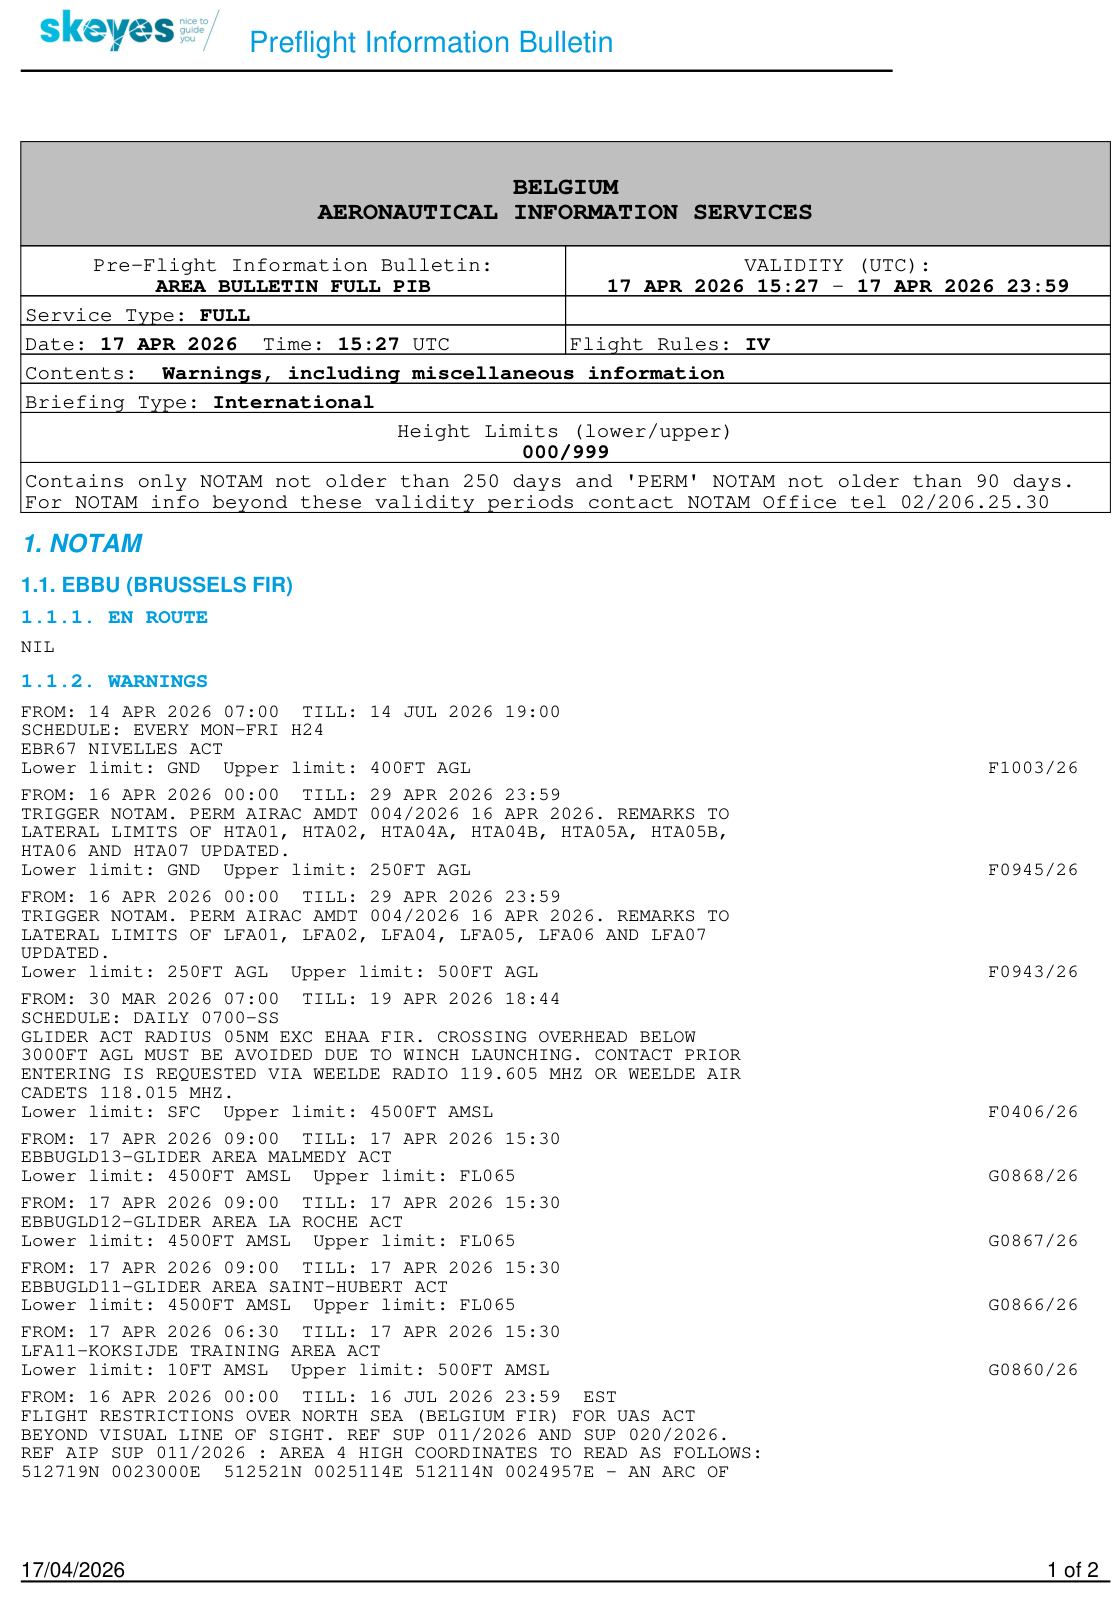 skeyes nice to guide you
Preflight Information Bulletin
BELGIUM
AERONAUTICAL INFORMATION SERVICES
Pre-Flight Information Bulletin:
AREA BULLETIN FULL PIB
VALIDITY (UTC):
17 APR 2026 15:27 - 17 APR 2026 23:59
Service Type: FULL
Date: 17 APR 2026  Time: 15:27 UTC
Flight Rules: IV
Contents:  Warnings, including miscellaneous information
Briefing Type: International
Height Limits (lower/upper)
000/999
Contains only NOTAM not older than 250 days and 'PERM' NOTAM not older than 90 days.
For NOTAM info beyond these validity periods contact NOTAM Office tel 02/206.25.30
1. NOTAM
1.1. EBBU (BRUSSELS FIR)
1.1.1. EN ROUTE
NIL
1.1.2. WARNINGS
FROM: 14 APR 2026 07:00  TILL: 14 JUL 2026 19:00
SCHEDULE: EVERY MON-FRI H24
EBR67 NIVELLES ACT
Lower limit: GND  Upper limit: 400FT AGL F1003/26
FROM: 16 APR 2026 00:00  TILL: 29 APR 2026 23:59
TRIGGER NOTAM. PERM AIRAC AMDT 004/2026 16 APR 2026. REMARKS TO
LATERAL LIMITS OF HTA01, HTA02, HTA04A, HTA04B, HTA05A, HTA05B,
HTA06 AND HTA07 UPDATED.
Lower limit: GND  Upper limit: 250FT AGL F0945/26
FROM: 16 APR 2026 00:00  TILL: 29 APR 2026 23:59
TRIGGER NOTAM. PERM AIRAC AMDT 004/2026 16 APR 2026. REMARKS TO
LATERAL LIMITS OF LFA01, LFA02, LFA04, LFA05, LFA06 AND LFA07
UPDATED.
Lower limit: 250FT AGL  Upper limit: 500FT AGL F0943/26
FROM: 30 MAR 2026 07:00  TILL: 19 APR 2026 18:44
SCHEDULE: DAILY 0700-SS
GLIDER ACT RADIUS 05NM EXC EHAA FIR. CROSSING OVERHEAD BELOW
3000FT AGL MUST BE AVOIDED DUE TO WINCH LAUNCHING. CONTACT PRIOR
ENTERING IS REQUESTED VIA WEELDE RADIO 119.605 MHZ OR WEELDE AIR
CADETS 118.015 MHZ.
Lower limit: SFC  Upper limit: 4500FT AMSL F0406/26
FROM: 17 APR 2026 09:00  TILL: 17 APR 2026 15:30
EBBUGLD13-GLIDER AREA MALMEDY ACT
Lower limit: 4500FT AMSL  Upper limit: FL065 G0868/26
FROM: 17 APR 2026 09:00  TILL: 17 APR 2026 15:30
EBBUGLD12-GLIDER AREA LA ROCHE ACT
Lower limit: 4500FT AMSL  Upper limit: FL065 G0867/26
FROM: 17 APR 2026 09:00  TILL: 17 APR 2026 15:30
EBBUGLD11-GLIDER AREA SAINT-HUBERT ACT
Lower limit: 4500FT AMSL  Upper limit: FL065 G0866/26
FROM: 17 APR 2026 06:30  TILL: 17 APR 2026 15:30
LFA11-KOKSIJDE TRAINING AREA ACT
Lower limit: 10FT AMSL  Upper limit: 500FT AMSL G0860/26
FROM: 16 APR 2026 00:00  TILL: 16 JUL 2026 23:59  EST
FLIGHT RESTRICTIONS OVER NORTH SEA (BELGIUM FIR) FOR UAS ACT
BEYOND VISUAL LINE OF SIGHT. REF SUP 011/2026 AND SUP 020/2026.
REF AIP SUP 011/2026 : AREA 4 HIGH COORDINATES TO READ AS FOLLOWS:
512719N 0023000E  512521N 0025114E 512114N 0024957E - AN ARC OF
17/04/2026
1 of 2